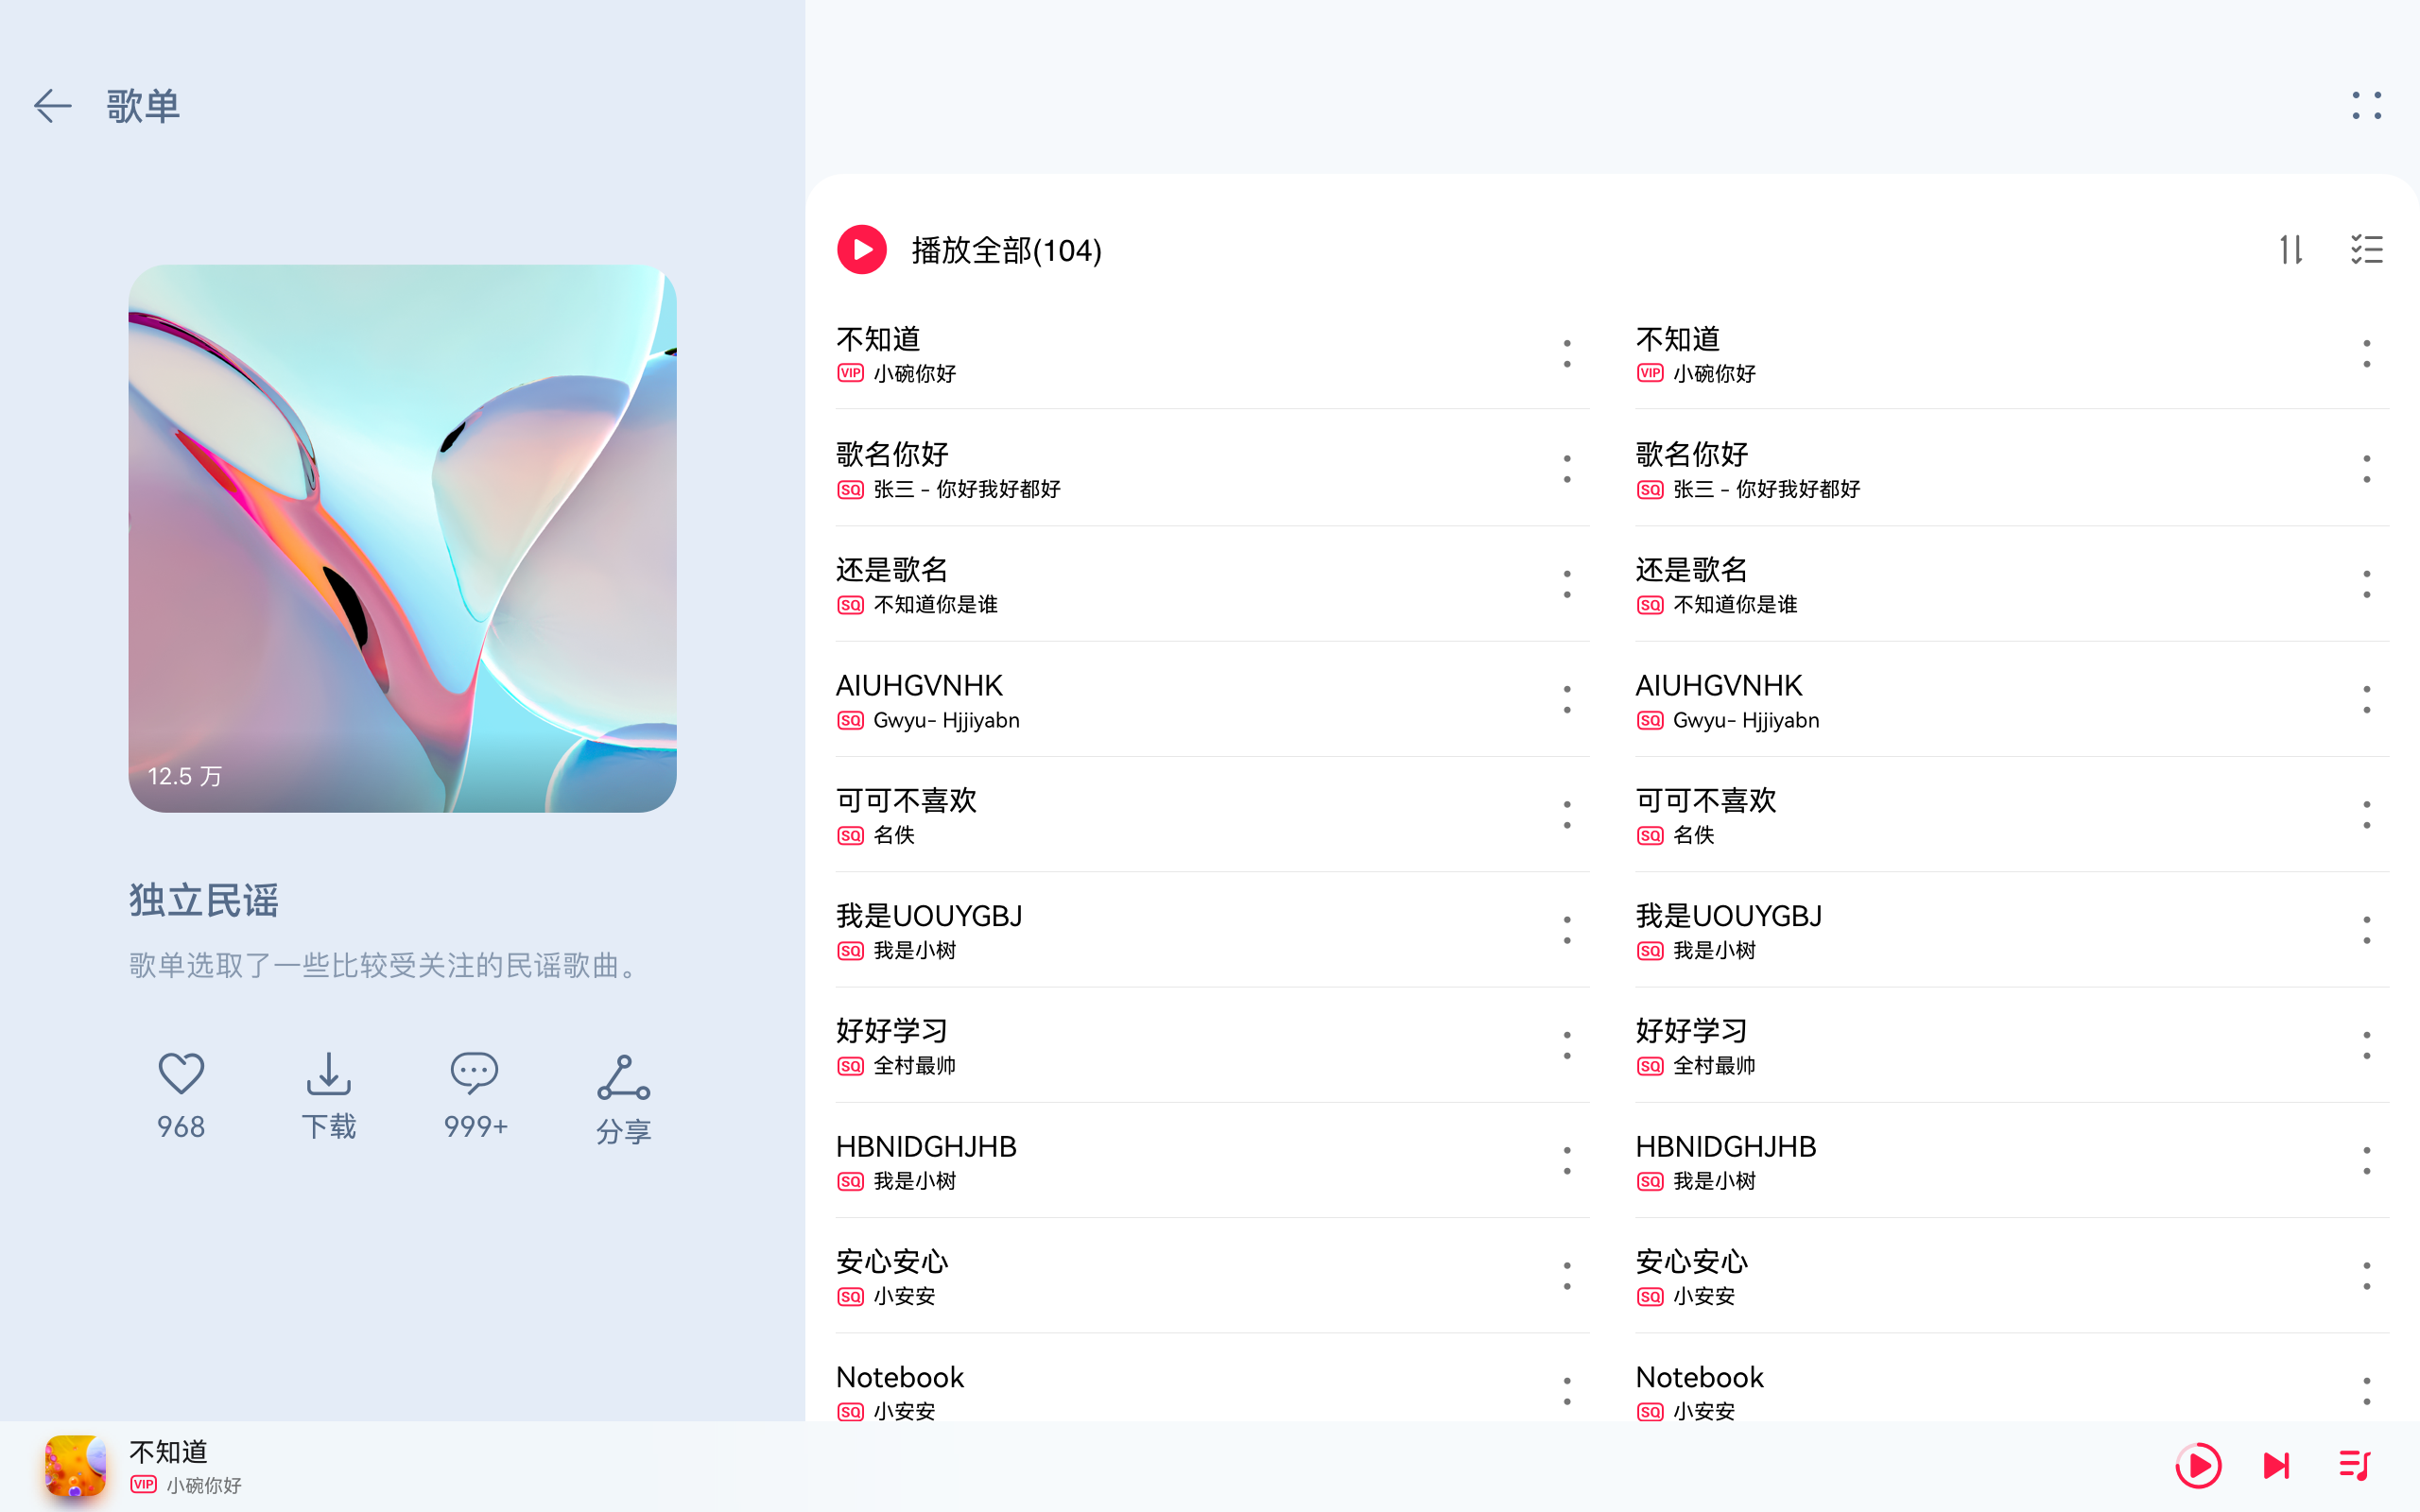 歌单
12.5 万
独立民谣
歌单选取了一些比较受关注的民谣歌曲。
968
下载
999+
分享
播放全部(104)
不知道
VIP 小碗你好
歌名你好
SQ 张三 - 你好我好都好
还是歌名
SQ 不知道你是谁
AIUHGVNHK
SQ Gwyu- Hjjiyabn
可可不喜欢
SQ 名佚
我是UOUYGBJ
SQ 我是小树
好好学习
SQ 全村最帅
HBNIDGHJHB
SQ 我是小树
安心安心
SQ 小安安
Notebook
SQ 小安安
不知道
VIP 小碗你好
歌名你好
SQ 张三 - 你好我好都好
还是歌名
SQ 不知道你是谁
AIUHGVNHK
SQ Gwyu- Hjjiyabn
可可不喜欢
SQ 名佚
我是UOUYGBJ
SQ 我是小树
好好学习
SQ 全村最帅
HBNIDGHJHB
SQ 我是小树
安心安心
SQ 小安安
Notebook
SQ 小安安
不知道
VIP 小碗你好